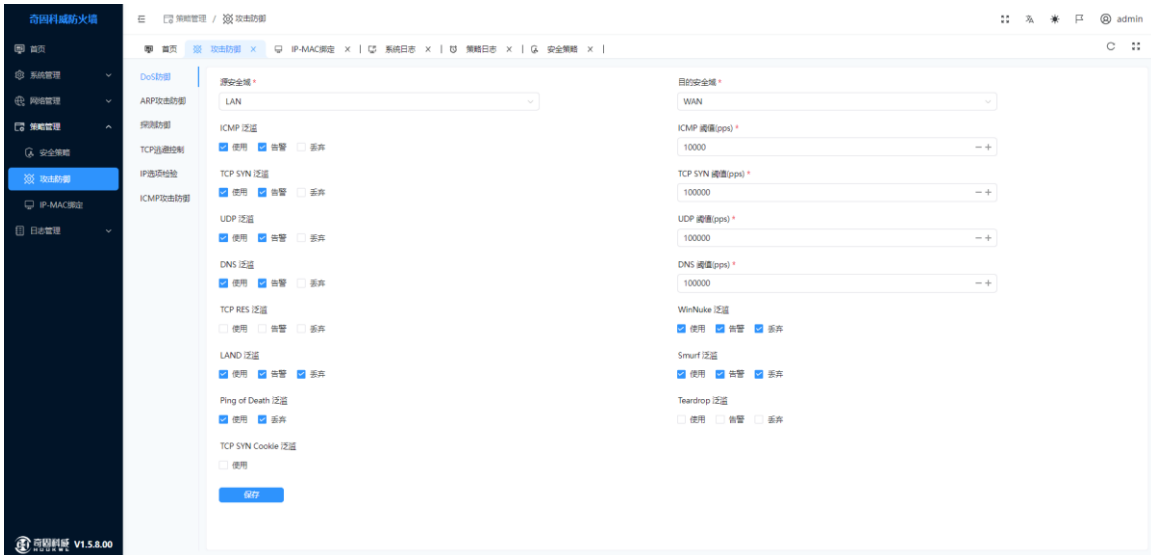 奇固科威防火墙
策略管理 / 攻击防御
admin
首页
系统管理
网络管理
策略管理
安全策略
攻击防御
IP-MAC绑定
日志管理
奇固科威 V1.5.8.00
首页 攻击防御 × IP-MAC绑定 × | 系统日志 × | 策略日志 × | 安全策略 × |
DoS防御
ARP攻击防御
探测防御
TCP逃避控制
IP选项检验
ICMP攻击防御
源安全域 * 目的安全域 *
LAN WAN
ICMP 泛滥 ICMP 阈值(pps) *
使用 告警 丢弃 10000
TCP SYN 泛滥 TCP SYN 阈值(pps) *
使用 告警 丢弃 100000
UDP 泛滥 UDP 阈值(pps) *
使用 告警 丢弃 100000
DNS 泛滥 DNS 阈值(pps) *
使用 告警 丢弃 100000
TCP RES 泛滥 WinNuke 泛滥
使用 告警 丢弃 使用 告警 丢弃
LAND 泛滥 Smurf 泛滥
使用 告警 丢弃 使用 告警 丢弃
Ping of Death 泛滥 Teardrop 泛滥
使用 丢弃 使用 告警 丢弃
TCP SYN Cookie 泛滥
使用
保存